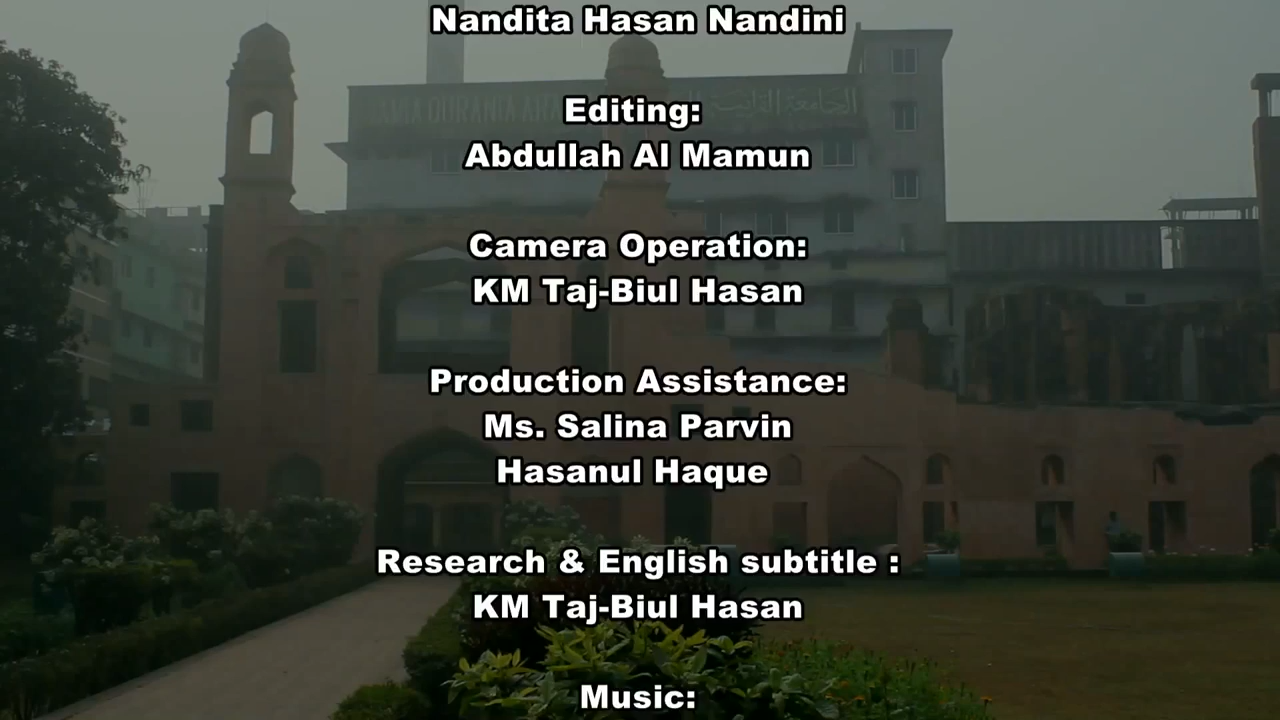 Nandita Hasan Nandini
Editing:
Abdullah Al Mamun
Camera Operation:
KM Taj-Biul Hasan
Production Assistance:
Ms. Salina Parvin
Hasanul Haque
Research & English subtitle :
KM Taj-Biul Hasan
Music: